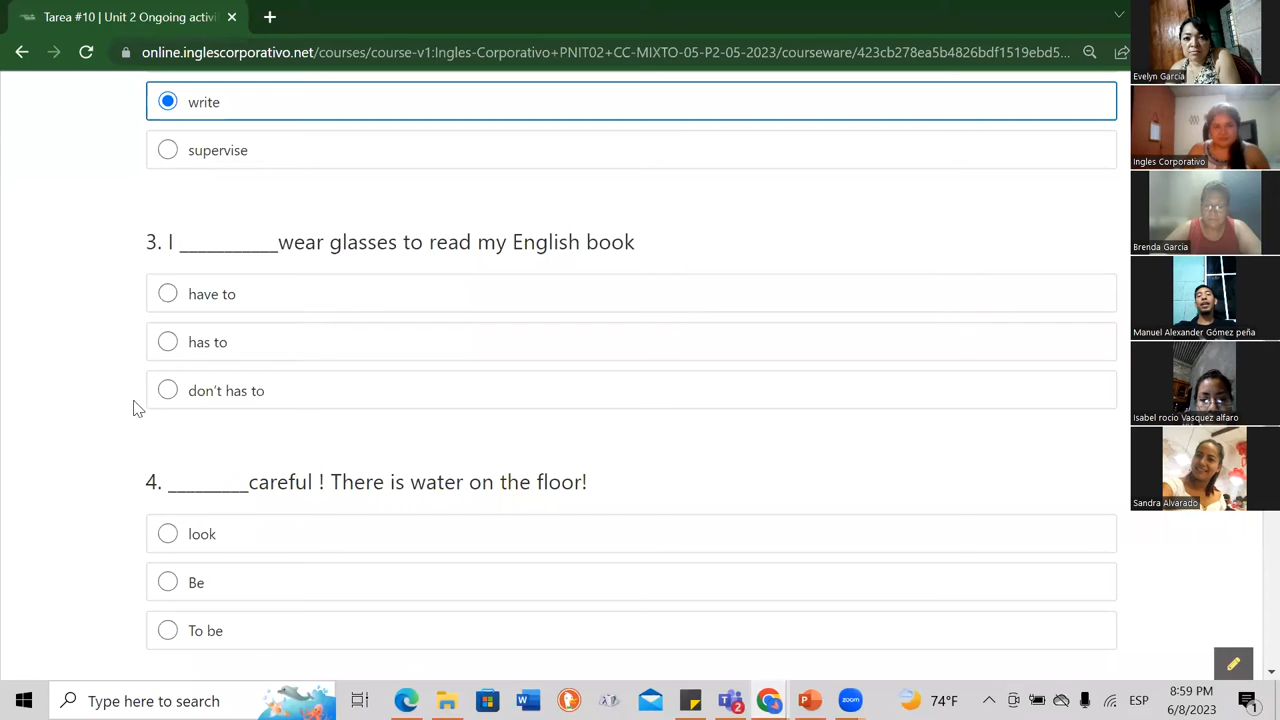 Tarea #10 | Unit 2 Ongoing activi
online.inglescorporativo.net/courses/course-v1:Ingles-Corporativo+PNIT02+CC-MIXTO-05-P2-05-2023/courseware/423cb278ea5b4826bdf1519ebd5...
write
supervise
3. I __________wear glasses to read my English book
have to
has to
don't has to
4. ________careful ! There is water on the floor!
look
Be
To be
Evelyn García
Ingles Corporativo
Brenda García
Manuel Alexander Gómez peña
Isabel rocio Vasquez alfaro
Sandra Alvarado
Type here to search
74°F
ESP
8:59 PM
6/8/2023